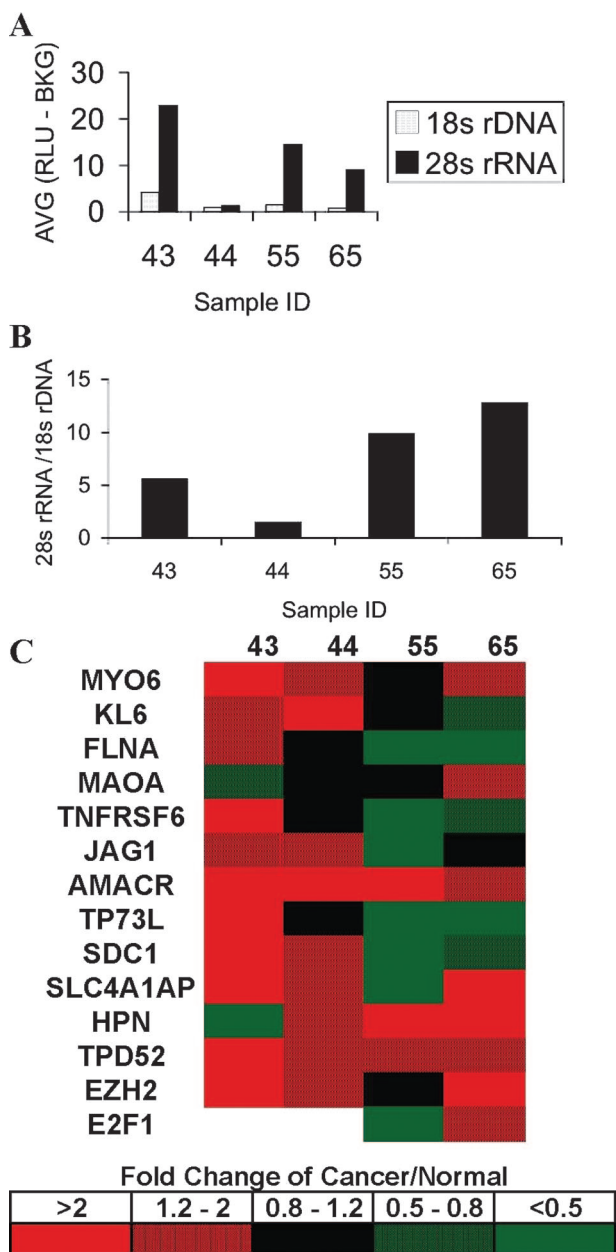 A
AVG (RLU - BKG)
30
20
10
0
18s rDNA
28s rRNA
43 44 55 65
Sample ID
B
28s rRNA /18s rDNA
15
10
5
0
43 44 55 65
Sample ID
C
43 44 55 65
MYO6
KL6
FLNA
MAOA
TNFRSF6
JAG1
AMACR
TP73L
SDC1
SLC4A1AP
HPN
TPD52
EZH2
E2F1
Fold Change of Cancer/Normal
>2 1.2 - 2 0.8 - 1.2 0.5 - 0.8 <0.5